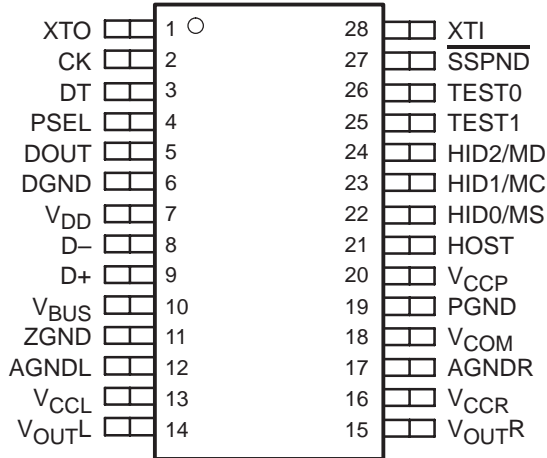 XTO 1 28 XTI
CK 2 27 SSPND
DT 3 26 TEST0
PSEL 4 25 TEST1
DOUT 5 24 HID2/MD
DGND 6 23 HID1/MC
VDD 7 22 HID0/MS
D– 8 21 HOST
D+ 9 20 VCCP
VBUS 10 19 PGND
ZGND 11 18 VCOM
AGNDL 12 17 AGNDR
VCCL 13 16 VCCR
VOUTL 14 15 VOUTR